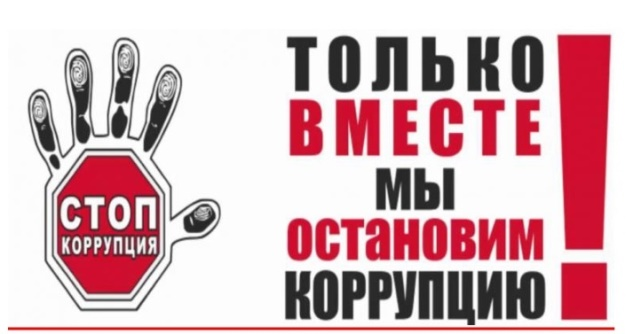 СТОП
КОРРУПЦИЯ
ТОЛЬКО
ВМЕСТЕ
МЫ
ОСТАНОВИМ
КОРРУПЦИЮ!